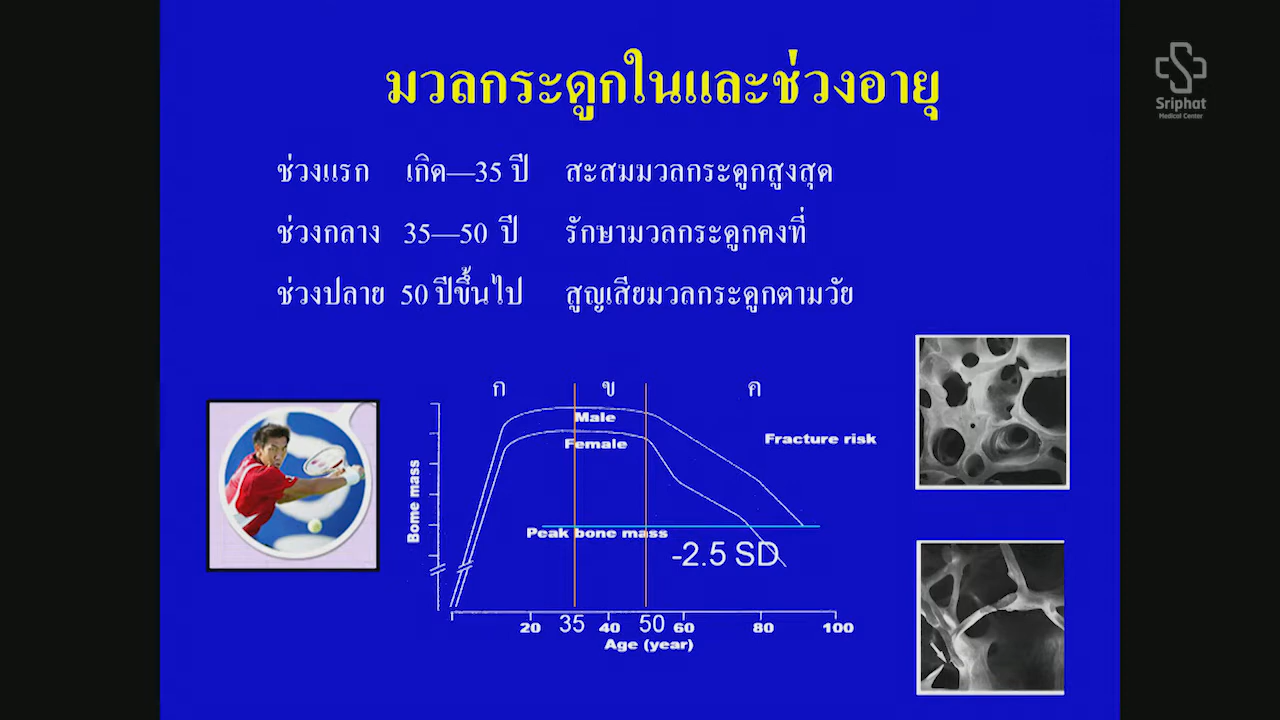 มวลกระดูกในและช่วงอายุ
Sriphat
Medical Center
ช่วงแรก เกิด—35 ปี สะสมมวลกระดูกสูงสุด
ช่วงกลาง 35—50 ปี รักษามวลกระดูกคงที่
ช่วงปลาย 50 ปีขึ้นไป สูญเสียมวลกระดูกตามวัย
ก ข ค
Male
Female
Fracture risk
Bome mass
Peak bone mass
-2.5 SD
20 35 40 50 60 80 100
Age (year)